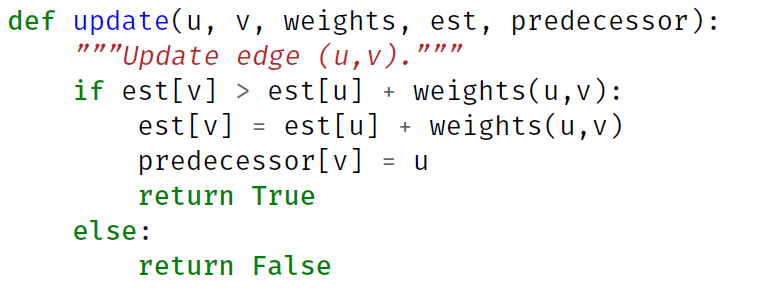 def update(u, v, weights, est, predecessor):
    """Update edge (u,v)."""
    if est[v] > est[u] + weights(u,v):
        est[v] = est[u] + weights(u,v)
        predecessor[v] = u
        return True
    else:
        return False